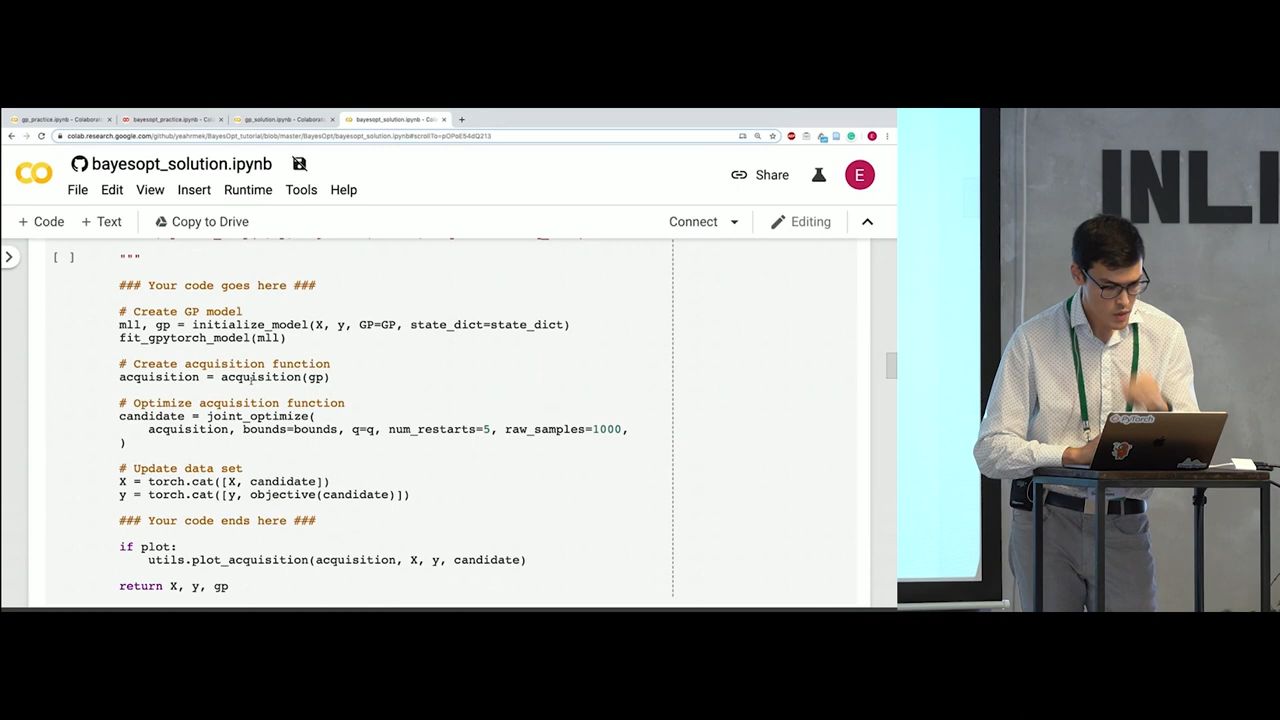 gp_practice.ipynb - Colaborato
bayesopt_practice.ipynb - Colab
gp_solution.ipynb - Colaborato
bayesopt_solution.ipynb - Colab
colab.research.google.com/github/yeahrmek/BayesOpt_tutorial/blob/master/BayesOpt/bayesopt_solution.ipynb#scrollTo=pOPoE54dQ213
bayesopt_solution.ipynb
Share
E
File Edit View Insert Runtime Tools Help
+ Code + Text Copy to Drive
Connect
Editing
[ ]
"""
### Your code goes here ###
# Create GP model
mll, gp = initialize_model(X, y, GP=GP, state_dict=state_dict)
fit_gpytorch_model(mll)
# Create acquisition function
acquisition = acquisition(gp)
# Optimize acquisition function
candidate = joint_optimize(
acquisition, bounds=bounds, q=q, num_restarts=5, raw_samples=1000,
)
# Update data set
X = torch.cat([X, candidate])
y = torch.cat([y, objective(candidate)])
### Your code ends here ###
if plot:
utils.plot_acquisition(acquisition, X, y, candidate)
return X, y, gp
INLI
PyTorch